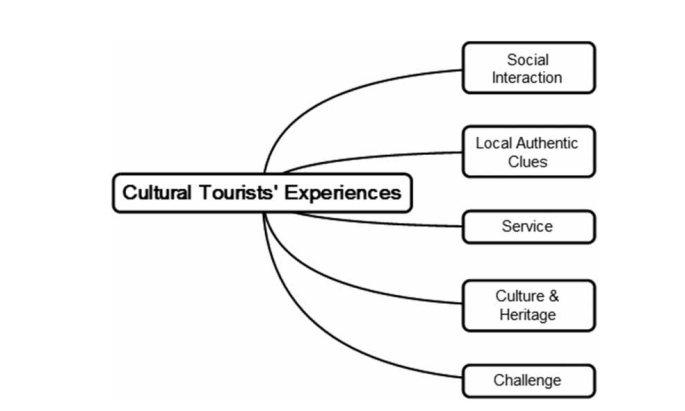 Social
Interaction
Local Authentic
Clues
Cultural Tourists' Experiences
Service
Culture &
Heritage
Challenge